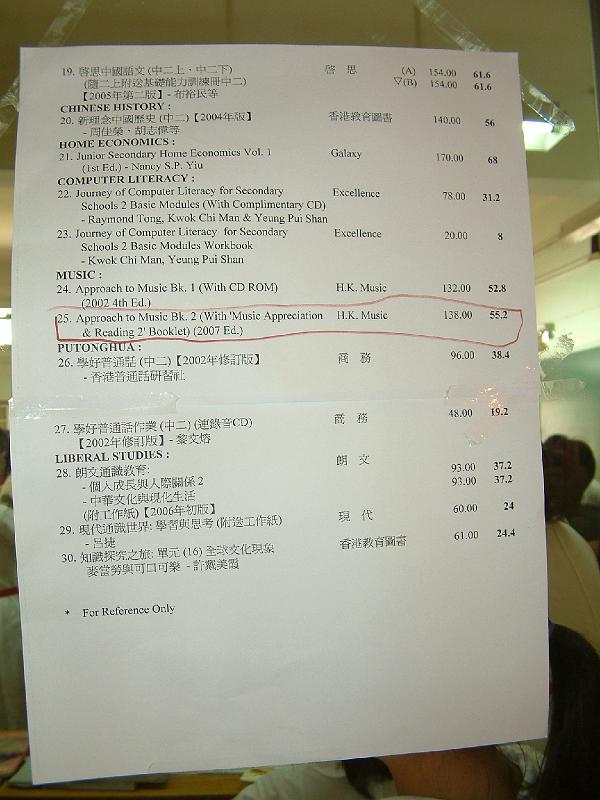 19. 啓思中國語文 (中二上、中二下) 啓 思 (A) 154.00 61.6
(隨二上附送基礎能力訓練冊中二) ▽(B) 154.00 61.6
【2005年第二版】- 布裕民等
CHINESE HISTORY :
20. 新理念中國歷史 (中二)【2004年版】 香港教育圖書 140.00 56
- 周佳榮、胡志偉等
HOME ECONOMICS :
21. Junior Secondary Home Economics Vol. 1 Galaxy 170.00 68
(1st Ed.) - Nancy S.P. Yiu
COMPUTER LITERACY :
22. Journey of Computer Literacy for Secondary Excellence 78.00 31.2
Schools 2 Basic Modules (With Complimentary CD)
- Raymond Tong, Kwok Chi Man & Yeung Pui Shan
23. Journey of Computer Literacy for Secondary Excellence 20.00 8
Schools 2 Basic Modules Workbook
- Kwok Chi Man, Yeung Pui Shan
MUSIC :
24. Approach to Music Bk. 1 (With CD ROM) H.K. Music 132.00 52.8
(2002 4th Ed.)
25. Approach to Music Bk. 2 (With 'Music Appreciation H.K. Music 138.00 55.2
& Reading 2' Booklet) (2007 Ed.)
PUTONGHUA :
26. 學好普通話 (中二)【2002年修訂版】 商 務 96.00 38.4
- 香港普通話研習社
27. 學好普通話作業 (中二) (連錄音CD) 商 務 48.00 19.2
【2002年修訂版】- 黎文熔
LIBERAL STUDIES :
28. 朗文通識教育: 朗 文
- 個人成長與人際關係 2 93.00 37.2
- 中華文化與現化生活 93.00 37.2
(附工作紙)【2006年初版】
29. 現代通識世界: 學習與思考 (附送工作紙) 現 代 60.00 24
- 呂捷
30. 知識探究之旅: 單元 (16) 全球文化現象 香港教育圖書 61.00 24.4
麥當勞與可口可樂 - 許戴美霞
* For Reference Only